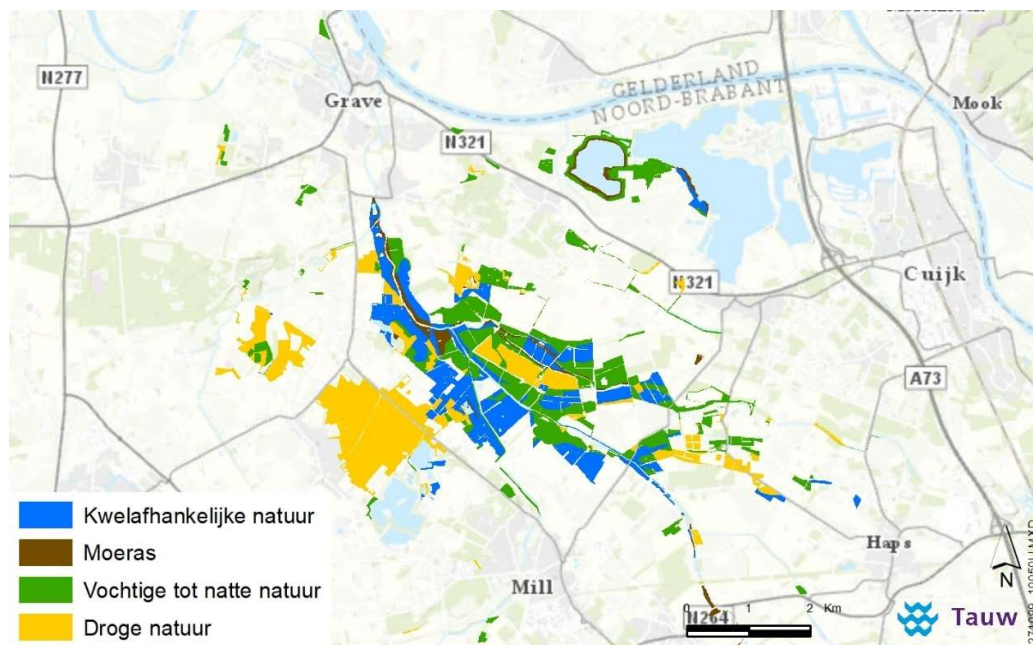 N277
Grave
GELDERLAND
NOORD-BRABANT
Mook
N321
N321
Cuijk
A73
Kwelafhankelijke natuur
Moeras
Vochtige tot natte natuur
Droge natuur
Haps
Mill
N
0 1 2 Km
N264
Tauw